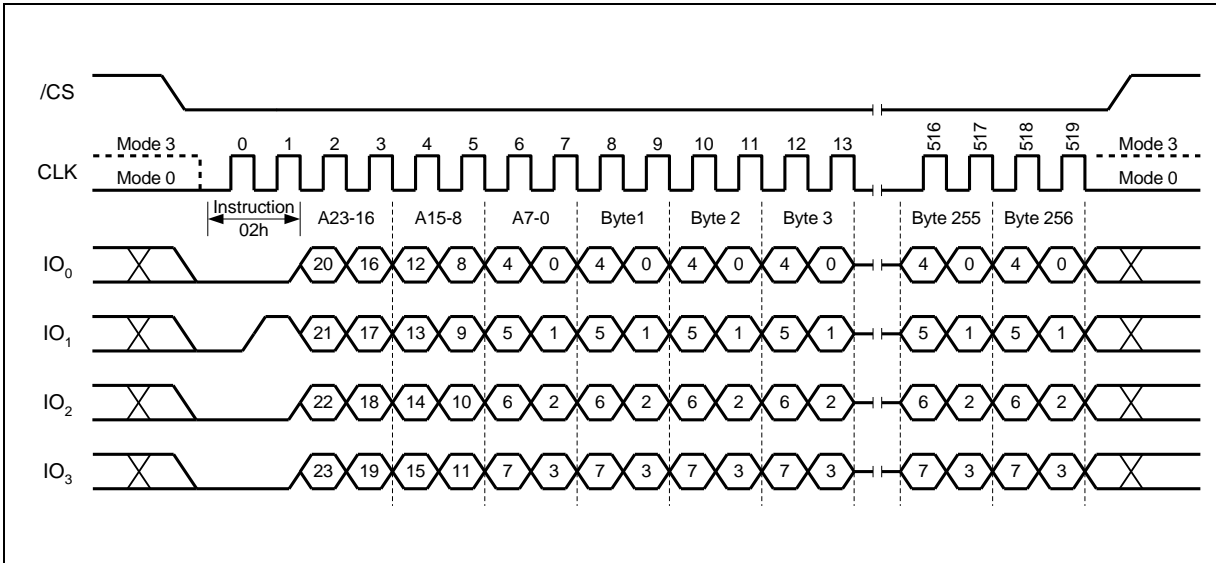 /CS
Mode 3 0 1 2 3 4 5 6 7 8 9 10 11 12 13 516 517 518 519 Mode 3
CLK
Mode 0 Mode 0
Instruction
02h A23-16 A15-8 A7-0 Byte1 Byte 2 Byte 3 Byte 255 Byte 256
IO0 20 16 12 8 4 0 4 0 4 0 4 0 4 0 4 0
IO1 21 17 13 9 5 1 5 1 5 1 5 1 5 1 5 1
IO2 22 18 14 10 6 2 6 2 6 2 6 2 6 2 6 2
IO3 23 19 15 11 7 3 7 3 7 3 7 3 7 3 7 3